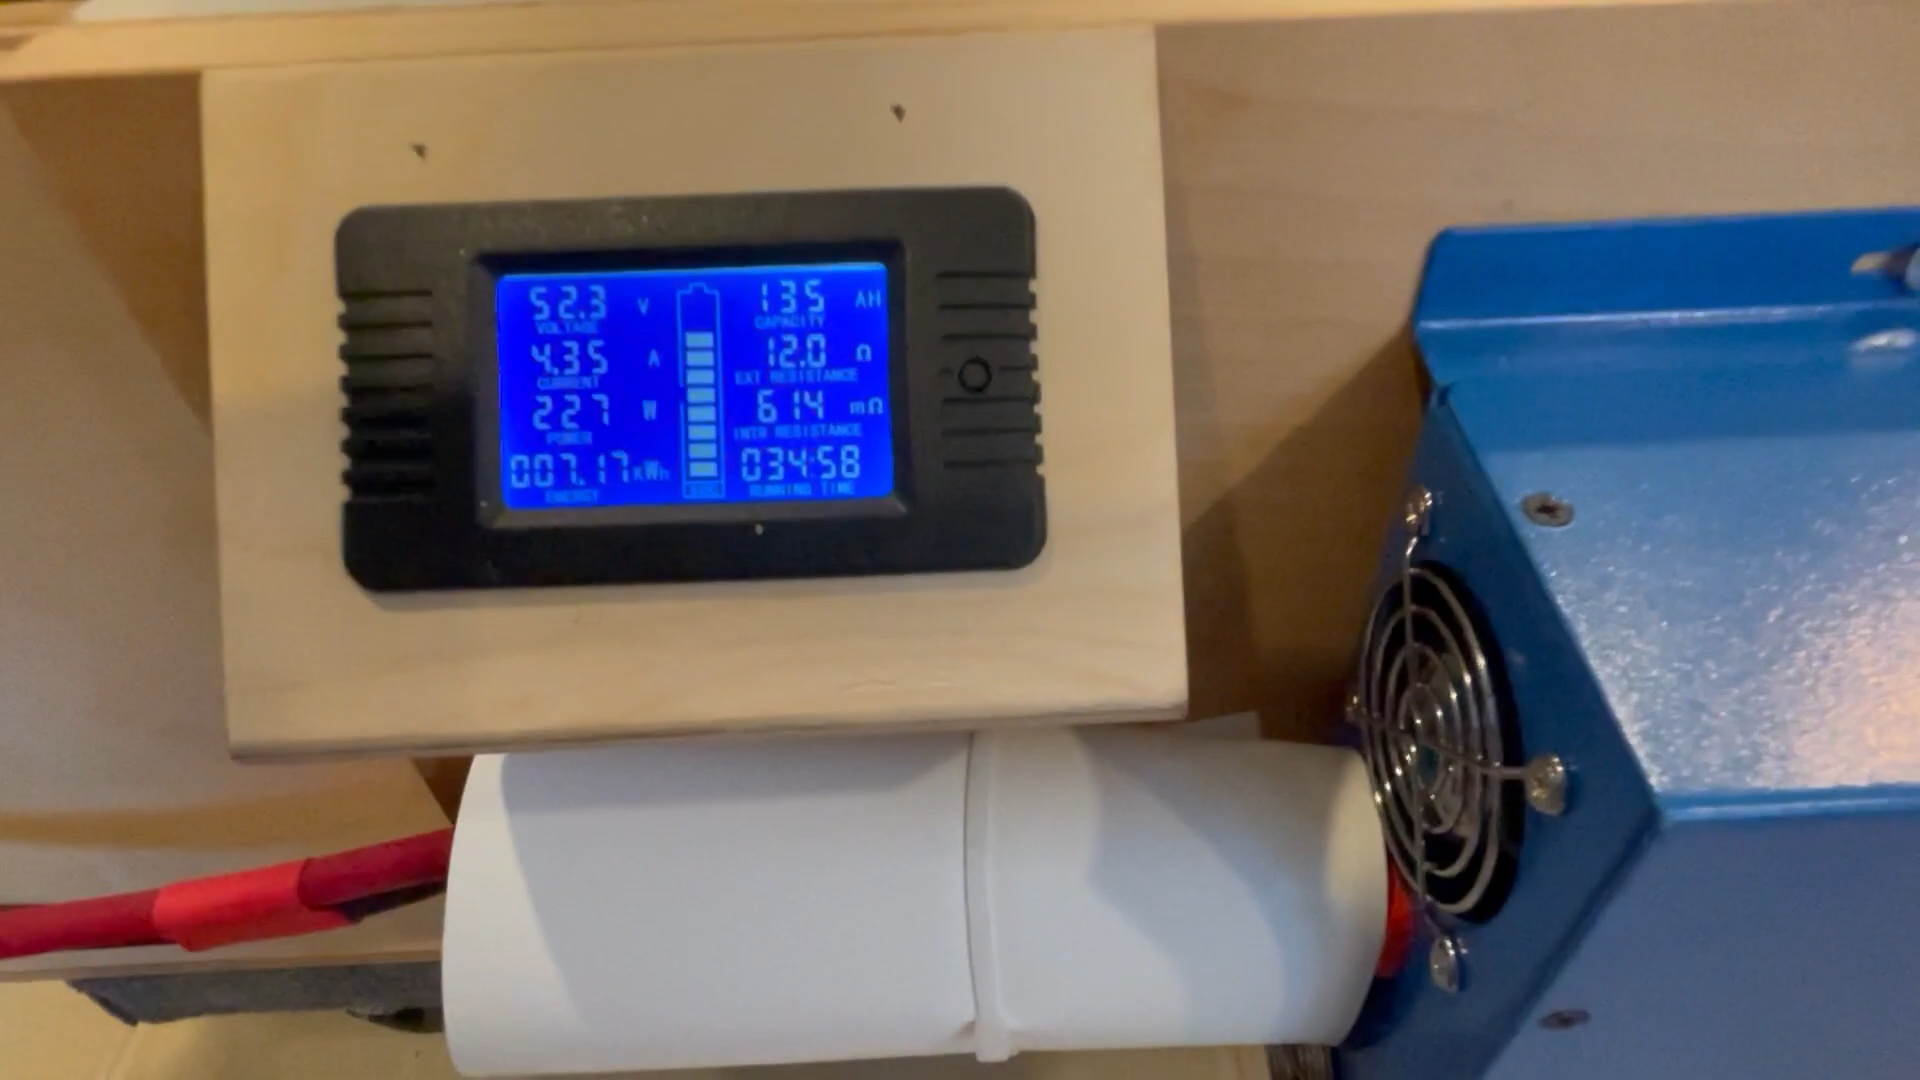 52.3 V
VOLTAGE
4.35 A
CURRENT
227 W
POWER
007.17 KWh
ENERGY
135 AH
CAPACITY
12.0 Ω
EXT RESISTANCE
614 mΩ
INTR RESISTANCE
034:58
RUNNING TIME